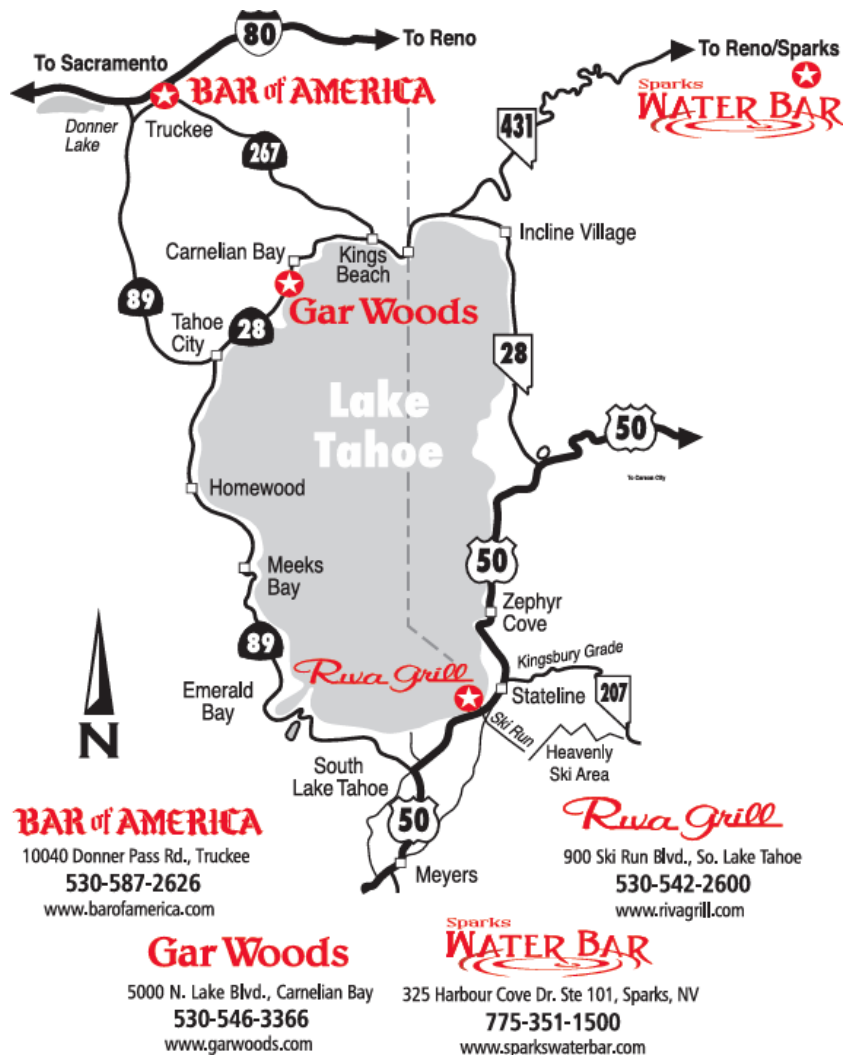 80
To Reno
To Reno/Sparks
To Sacramento
BAR of AMERICA
Sparks
WATER BAR
Donner
Lake
Truckee
267
431
Incline Village
Carnelian Bay
Kings
Beach
Gar Woods
89
28
Tahoe
City
28
Lake
Tahoe
50
To Carson City
Homewood
50
Meeks
Bay
Zephyr
Cove
89
Kingsbury Grade
Riva Grill
Emerald
Bay
Stateline
207
Ski Run
Heavenly
Ski Area
South
Lake Tahoe
N
50
Meyers
BAR of AMERICA
10040 Donner Pass Rd., Truckee
530-587-2626
www.barofamerica.com
Riva Grill
900 Ski Run Blvd., So. Lake Tahoe
530-542-2600
www.rivagrill.com
Gar Woods
5000 N. Lake Blvd., Carnelian Bay
530-546-3366
www.garwoods.com
Sparks
WATER BAR
325 Harbour Cove Dr. Ste 101, Sparks, NV
775-351-1500
www.sparkswaterbar.com